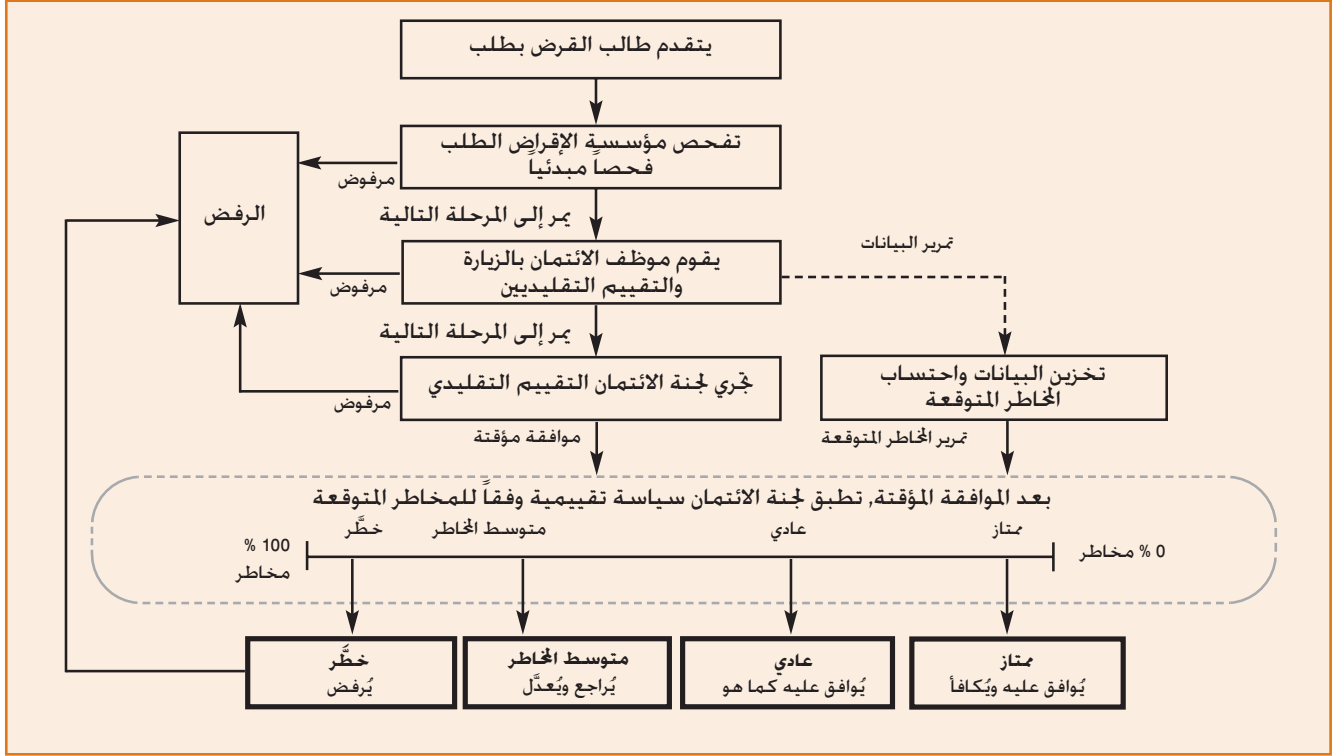 يتقدم طالب القرض بطلب
تفحص مؤسسة الإقراض الطلب
فحصاً مبدئياً
مرفوض
الرفض
يمر إلى المرحلة التالية
تمرير البيانات
يقوم موظف الائتمان بالزيارة
والتقييم التقليديين
مرفوض
يمر إلى المرحلة التالية
تجري لجنة الائتمان التقييم التقليدي
مرفوض
تخزين البيانات واحتساب
المخاطر المتوقعة
موافقة مؤقتة
تمرير المخاطر المتوقعة
بعد الموافقة المؤقتة, تطبق لجنة الائتمان سياسة تقييمية وفقاً للمخاطر المتوقعة
ممتاز
عادي
متوسط المخاطر
خطَّر
0 % مخاطر
100 %
مخاطر
ممتاز
يُوافق عليه ويُكافأ
عادي
يُوافق عليه كما هو
متوسط المخاطر
يُراجع ويُعدَّل
خطَّر
يُرفض